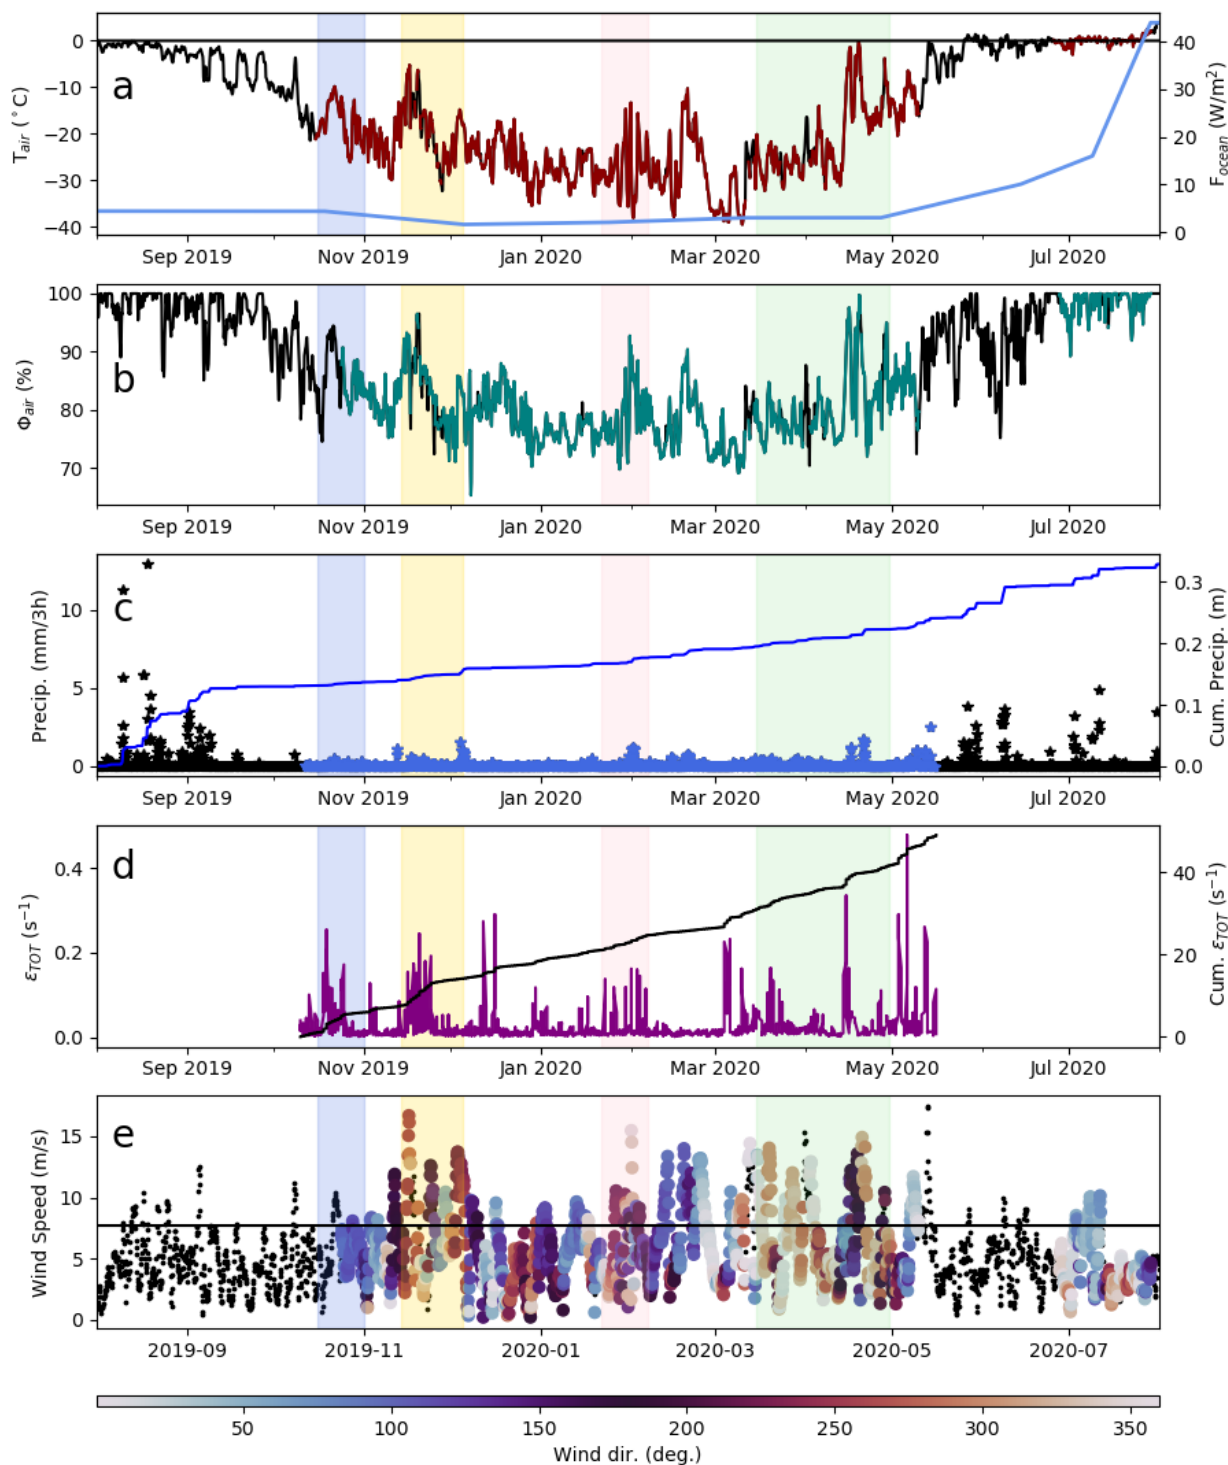 a
T_air (°C)
0
−10
−20
−30
−40
40
30
20
10
0
F_ocean (W/m²)
Sep 2019 Nov 2019 Jan 2020 Mar 2020 May 2020 Jul 2020
b
Φ_air (%)
100
90
80
70
Sep 2019 Nov 2019 Jan 2020 Mar 2020 May 2020 Jul 2020
c
Precip. (mm/3h)
10
5
0
0.3
0.2
0.1
0.0
Cum. Precip. (m)
Sep 2019 Nov 2019 Jan 2020 Mar 2020 May 2020 Jul 2020
d
ε_TOT (s⁻¹)
0.4
0.2
0.0
40
20
0
Cum. ε_TOT (s⁻¹)
Sep 2019 Nov 2019 Jan 2020 Mar 2020 May 2020 Jul 2020
e
Wind Speed (m/s)
15
10
5
0
2019-09 2019-11 2020-01 2020-03 2020-05 2020-07
50 100 150 200 250 300 350
Wind dir. (deg.)